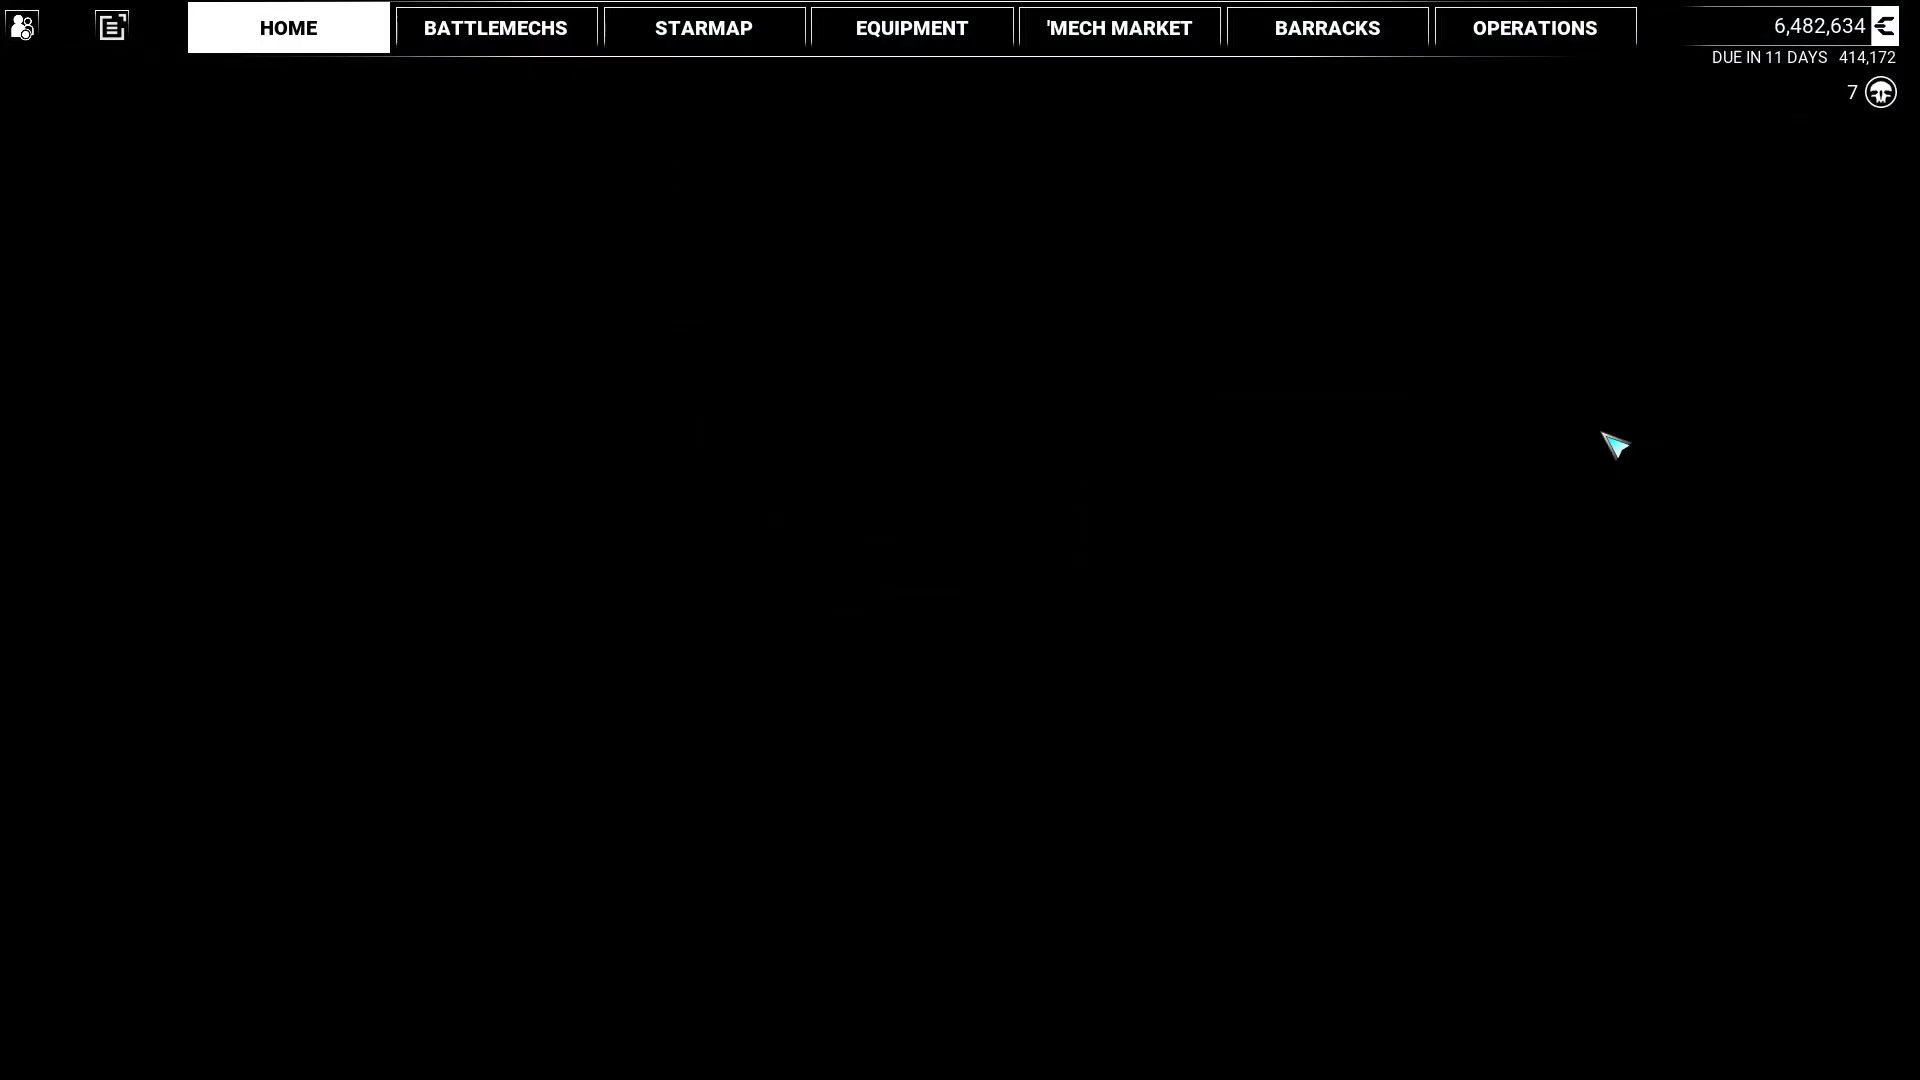 HOME
BATTLEMECHS
STARMAP
EQUIPMENT
'MECH MARKET
BARRACKS
OPERATIONS
6,482,634
DUE IN 11 DAYS 414,172
7